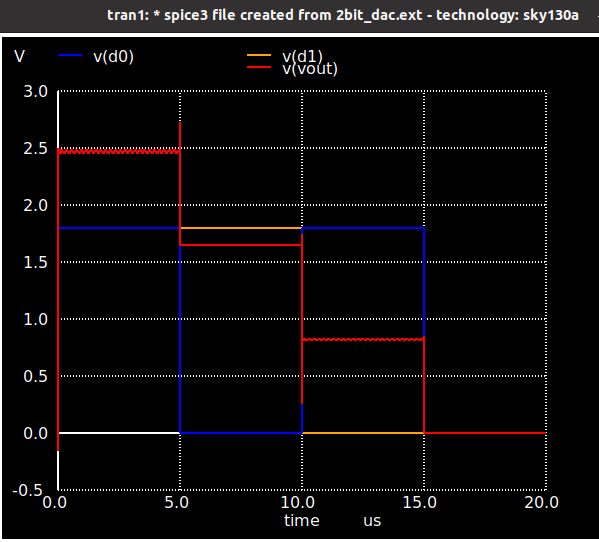 tran1: * spice3 file created from 2bit_dac.ext - technology: sky130a
V v(d0) v(d1)
v(vout)
3.0
2.5
2.0
1.5
1.0
0.5
0.0
-0.5
0.0 5.0 10.0 15.0 20.0
time us